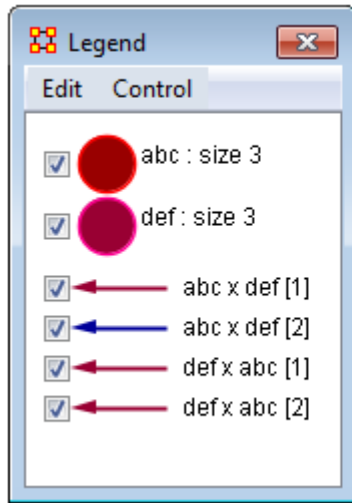 Legend
Edit Control
abc : size 3
def : size 3
abc x def [1]
abc x def [2]
def x abc [1]
def x abc [2]